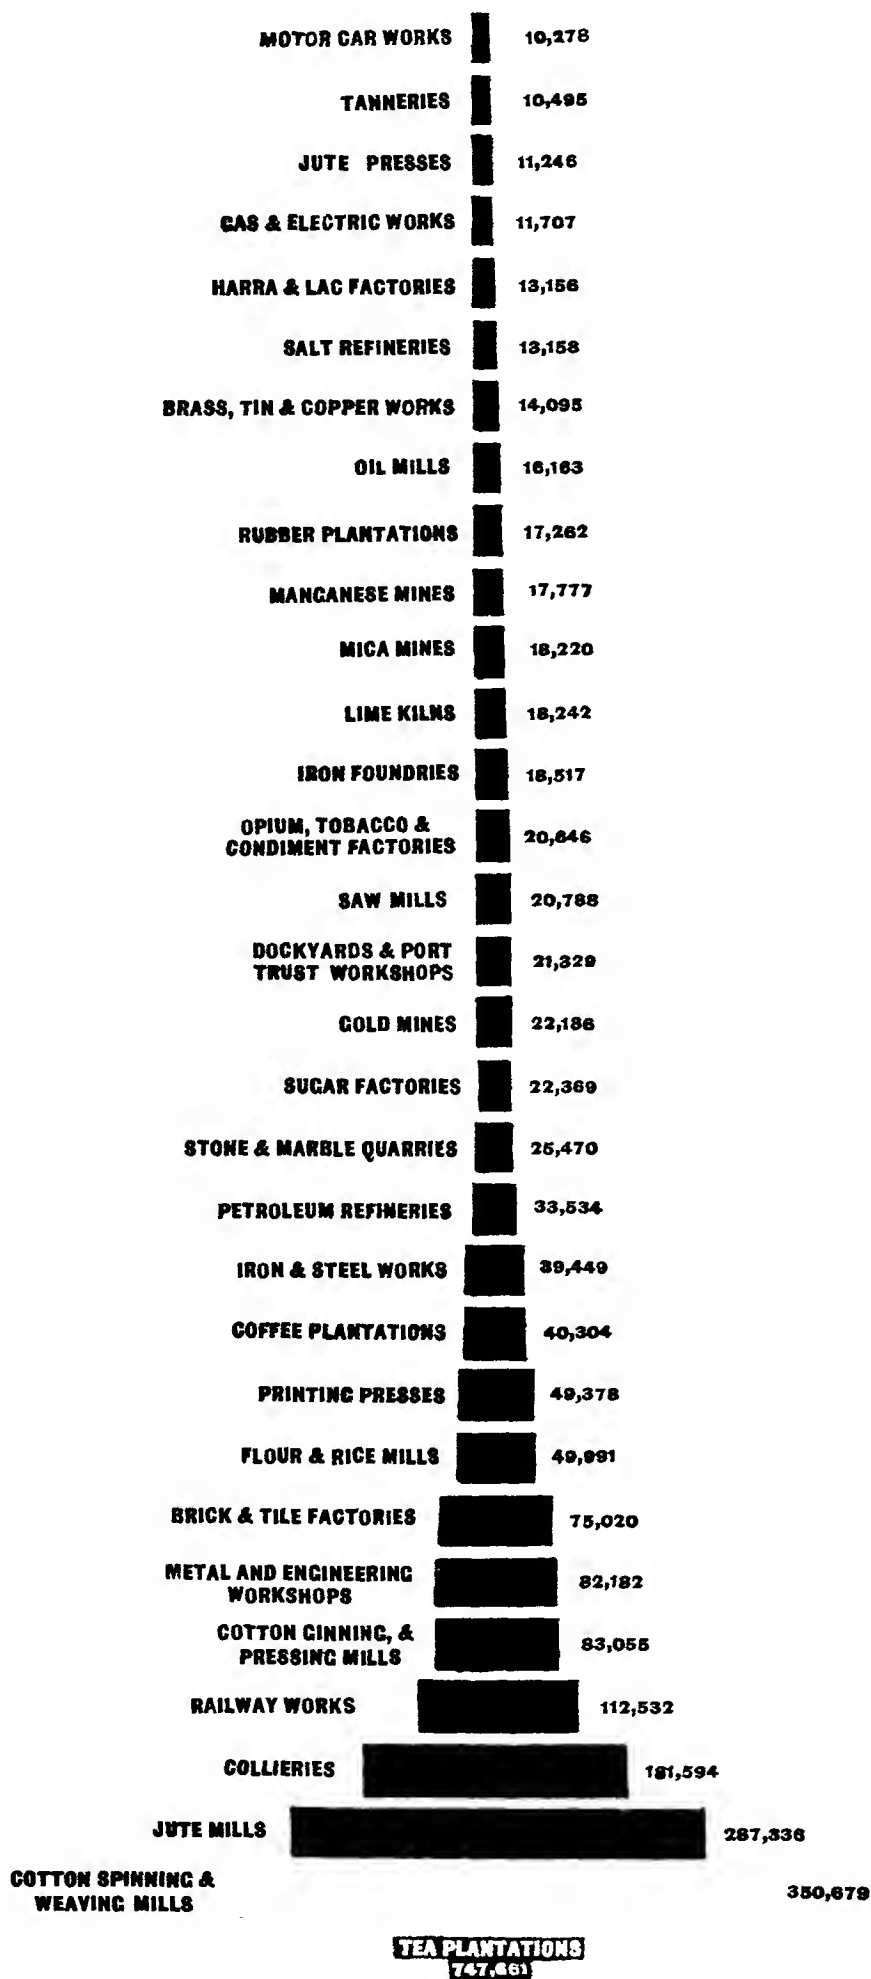 MOTOR CAR WORKS 10,278
TANNERIES 10,495
JUTE PRESSES 11,246
GAS & ELECTRIC WORKS 11,707
HARRA & LAC FACTORIES 13,156
SALT REFINERIES 13,158
BRASS, TIN & COPPER WORKS 14,095
OIL MILLS 16,163
RUBBER PLANTATIONS 17,262
MANGANESE MINES 17,777
MICA MINES 18,220
LIME KILNS 18,242
IRON FOUNDRIES 18,517
OPIUM, TOBACCO &
CONDIMENT FACTORIES 20,646
SAW MILLS 20,788
DOCKYARDS & PORT
TRUST WORKSHOPS 21,329
GOLD MINES 22,186
SUGAR FACTORIES 22,369
STONE & MARBLE QUARRIES 25,470
PETROLEUM REFINERIES 33,534
IRON & STEEL WORKS 39,449
COFFEE PLANTATIONS 40,304
PRINTING PRESSES 49,378
FLOUR & RICE MILLS 49,991
BRICK & TILE FACTORIES 75,020
METAL AND ENGINEERING
WORKSHOPS 82,182
COTTON GINNING, &
PRESSING MILLS 83,055
RAILWAY WORKS 112,532
COLLIERIES 181,594
JUTE MILLS 287,336
COTTON SPINNING &
WEAVING MILLS 350,679
TEA PLANTATIONS
747,661